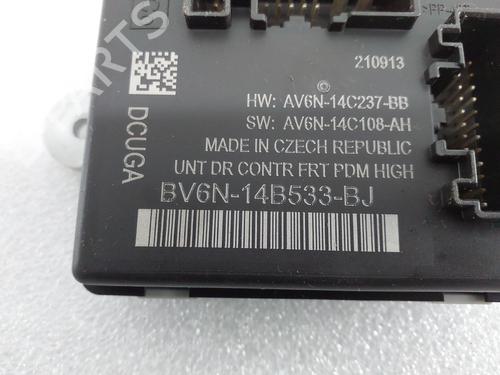 210913
HW: AV6N-14C237-BB
SW: AV6N-14C108-AH
MADE IN CZECH REPUBLIC
UNT DR CONTR FRT PDM HIGH
BV6N-14B533-BJ
DCUGA
PARTS